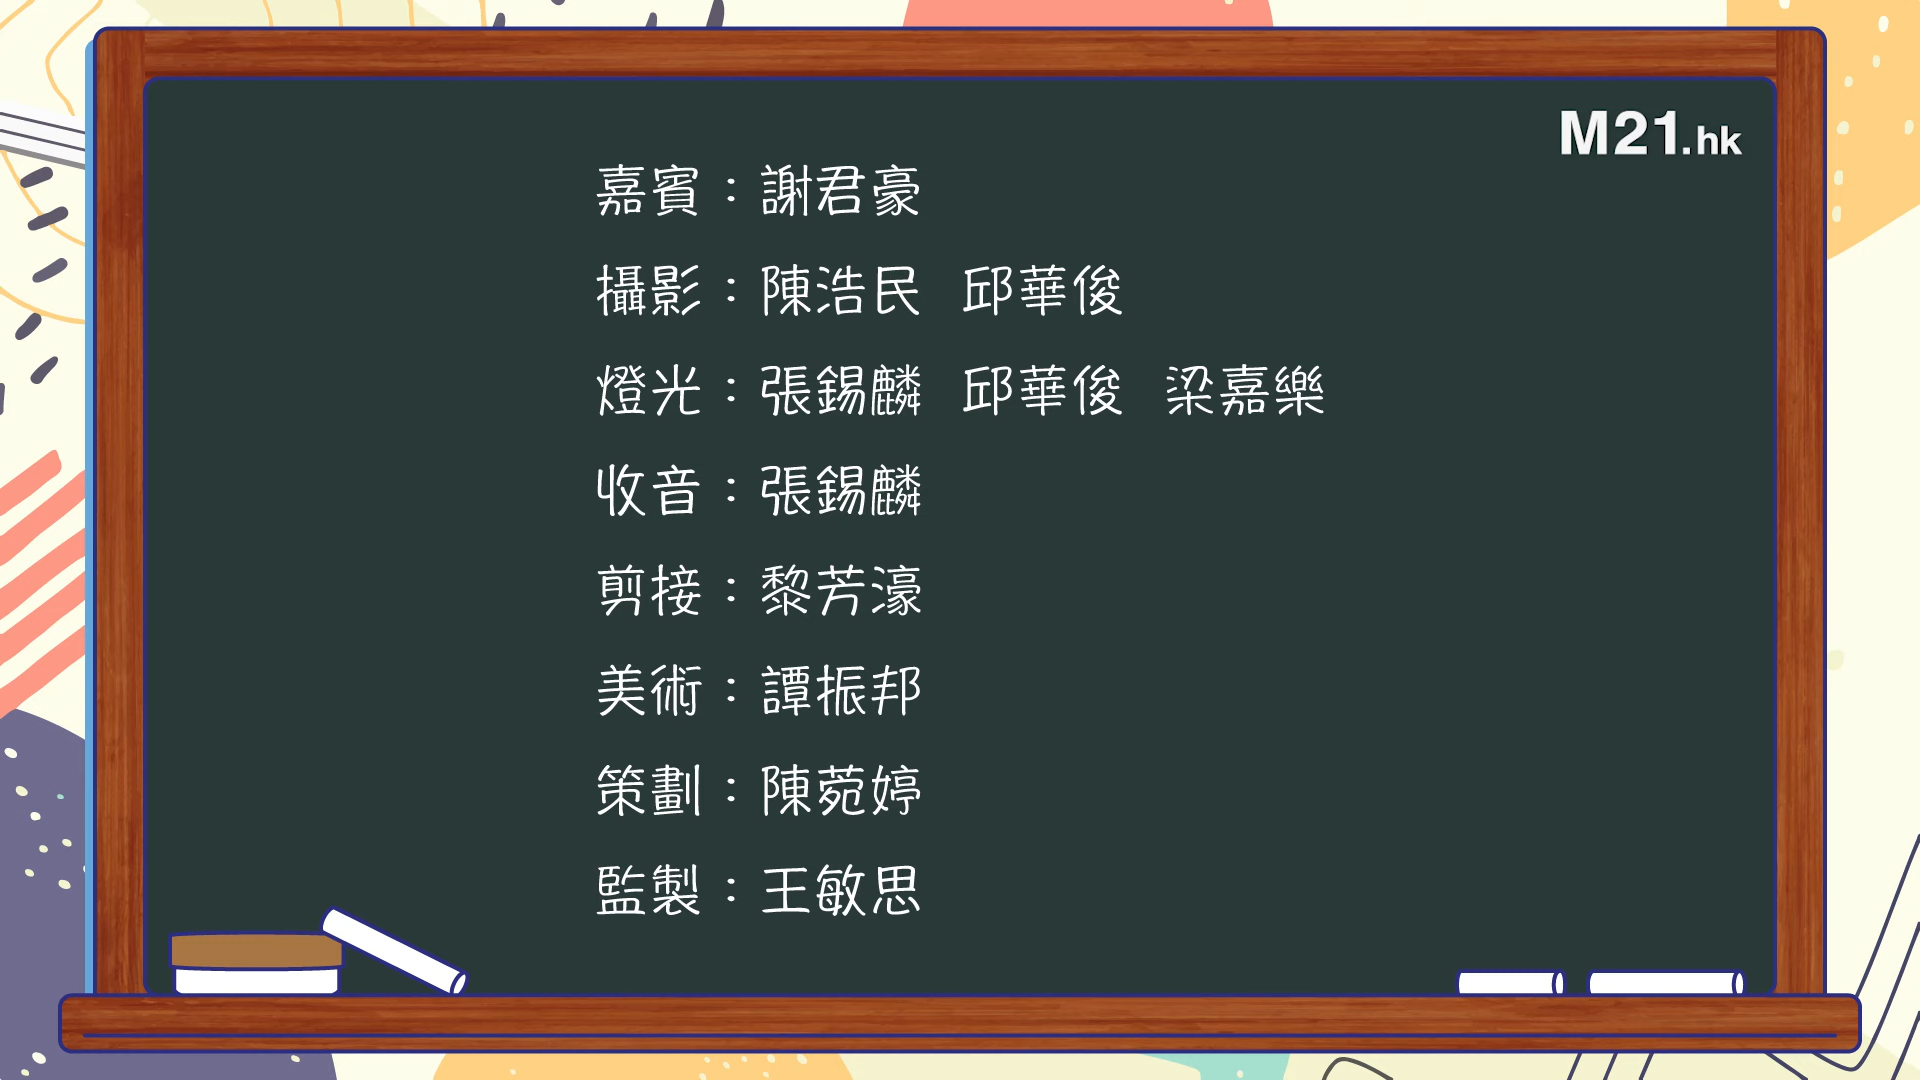 M21.hk
嘉賓：謝君豪
攝影：陳浩民 邱華俊
燈光：張錫麟 邱華俊 梁嘉樂
收音：張錫麟
剪接：黎芳濠
美術：譚振邦
策劃：陳菀婷
監製：王敏思